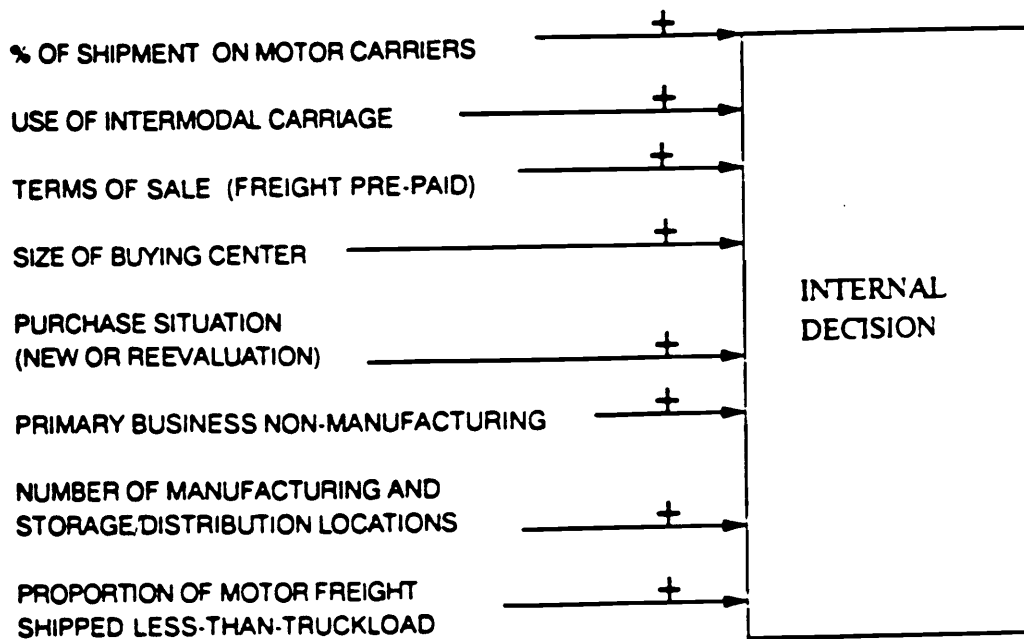 % OF SHIPMENT ON MOTOR CARRIERS
+
USE OF INTERMODAL CARRIAGE
+
TERMS OF SALE (FREIGHT PRE-PAID)
+
SIZE OF BUYING CENTER
+
PURCHASE SITUATION
(NEW OR REEVALUATION)
+
PRIMARY BUSINESS NON-MANUFACTURING
+
NUMBER OF MANUFACTURING AND
STORAGE/DISTRIBUTION LOCATIONS
+
PROPORTION OF MOTOR FREIGHT
SHIPPED LESS-THAN-TRUCKLOAD
+
INTERNAL
DECISION